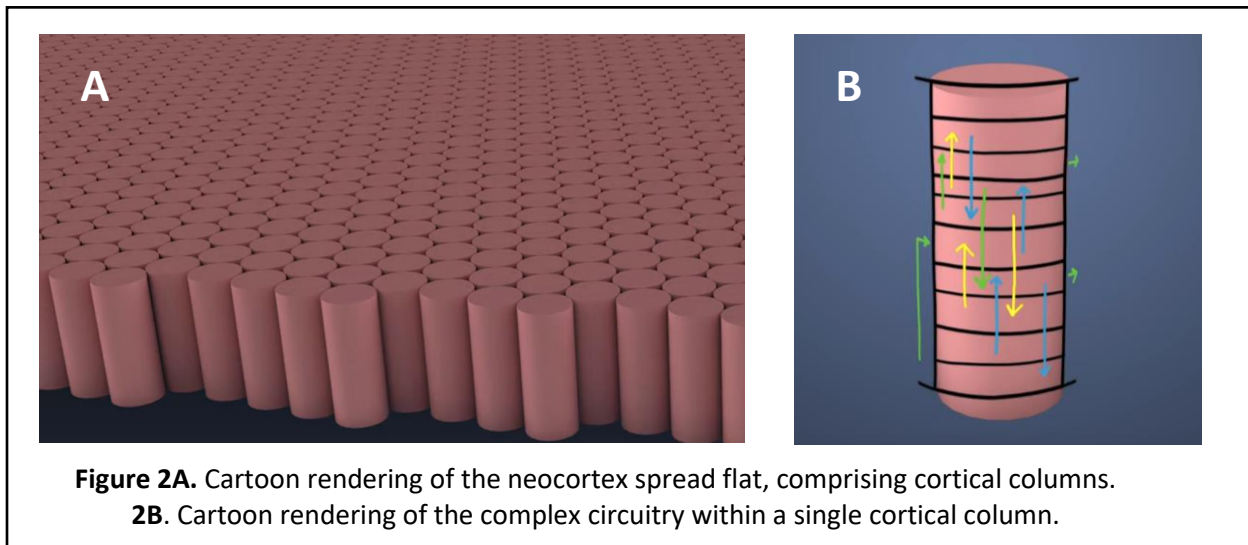 A
B
Figure 2A. Cartoon rendering of the neocortex spread flat, comprising cortical columns.
2B. Cartoon rendering of the complex circuitry within a single cortical column.